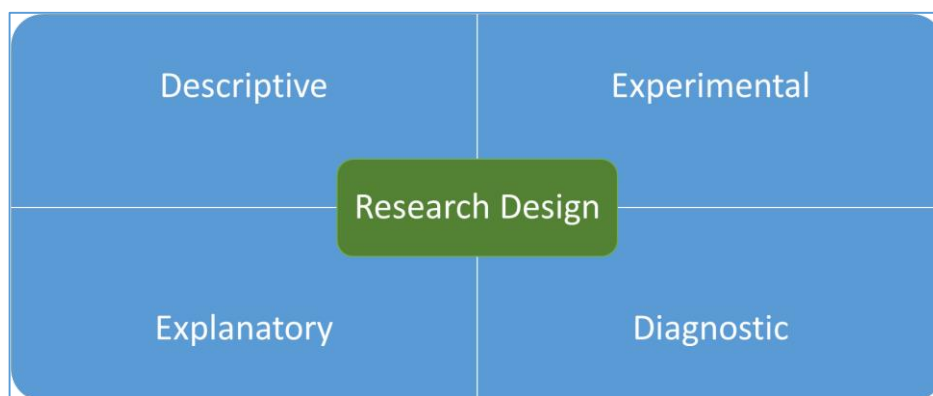 Descriptive
Experimental
Research Design
Explanatory
Diagnostic